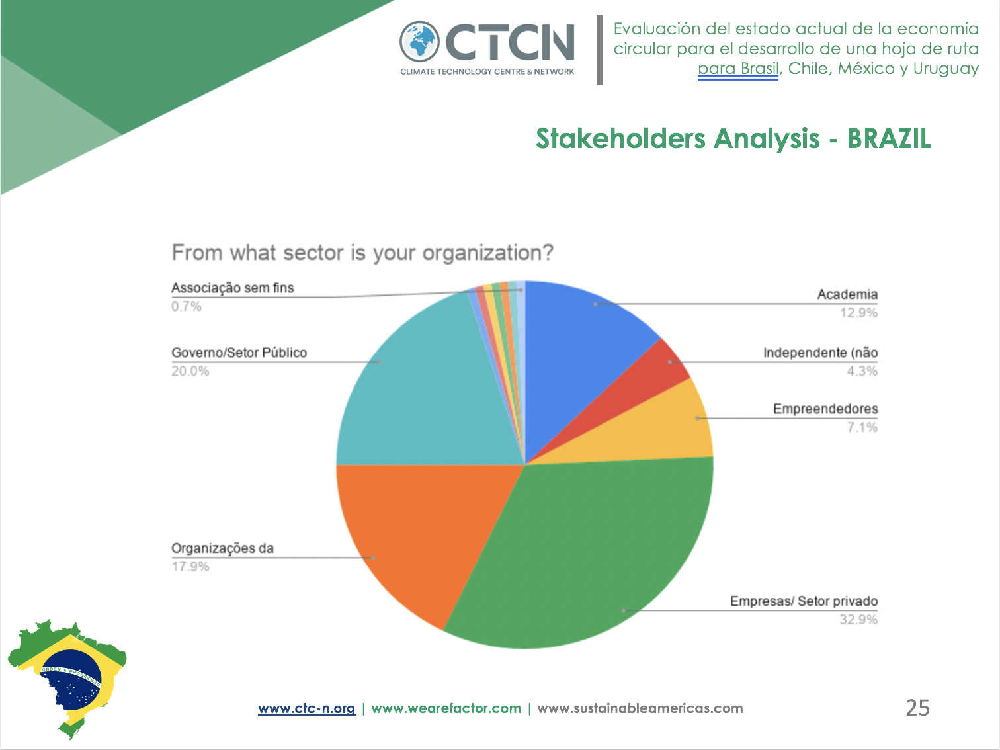 CTCN
CLIMATE TECHNOLOGY CENTRE & NETWORK
Evaluación del estado actual de la economía
circular para el desarrollo de una hoja de ruta
para Brasil, Chile, México y Uruguay
Stakeholders Analysis - BRAZIL
From what sector is your organization?
Associação sem fins
0.7%
Governo/Setor Público
20.0%
Organizações da
17.9%
Academia
12.9%
Independente (não
4.3%
Empreendedores
7.1%
Empresas/ Setor privado
32.9%
ORDEM E PROGRESSO
www.ctc-n.org | www.wearefactor.com | www.sustainableamericas.com
25